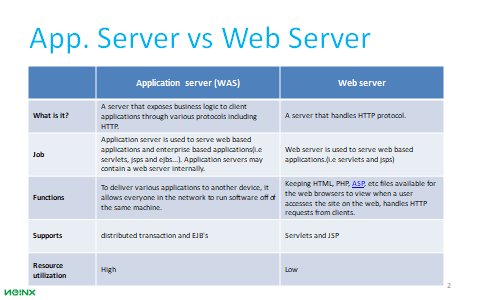 App. Server vs Web Server
Application server (WAS)
Web server
What is it?
A server that exposes business logic to client
applications through various protocols including
HTTP.
A server that handles HTTP protocol.
Job
Application server is used to serve web based
applications and enterprise based applications(i.e
servlets, jsps and ejbs...). Application servers may
contain a web server internally.
Web server is used to serve web based
applications.(i.e servlets and jsps)
Functions
To deliver various applications to another device, it
allows everyone in the network to run software off of
the same machine.
Keeping HTML, PHP, ASP, etc files available for
the web browsers to view when a user
accesses the site on the web, handles HTTP
requests from clients.
Supports
distributed transaction and EJB's
Servlets and JSP
Resource
utilization
High
Low
2